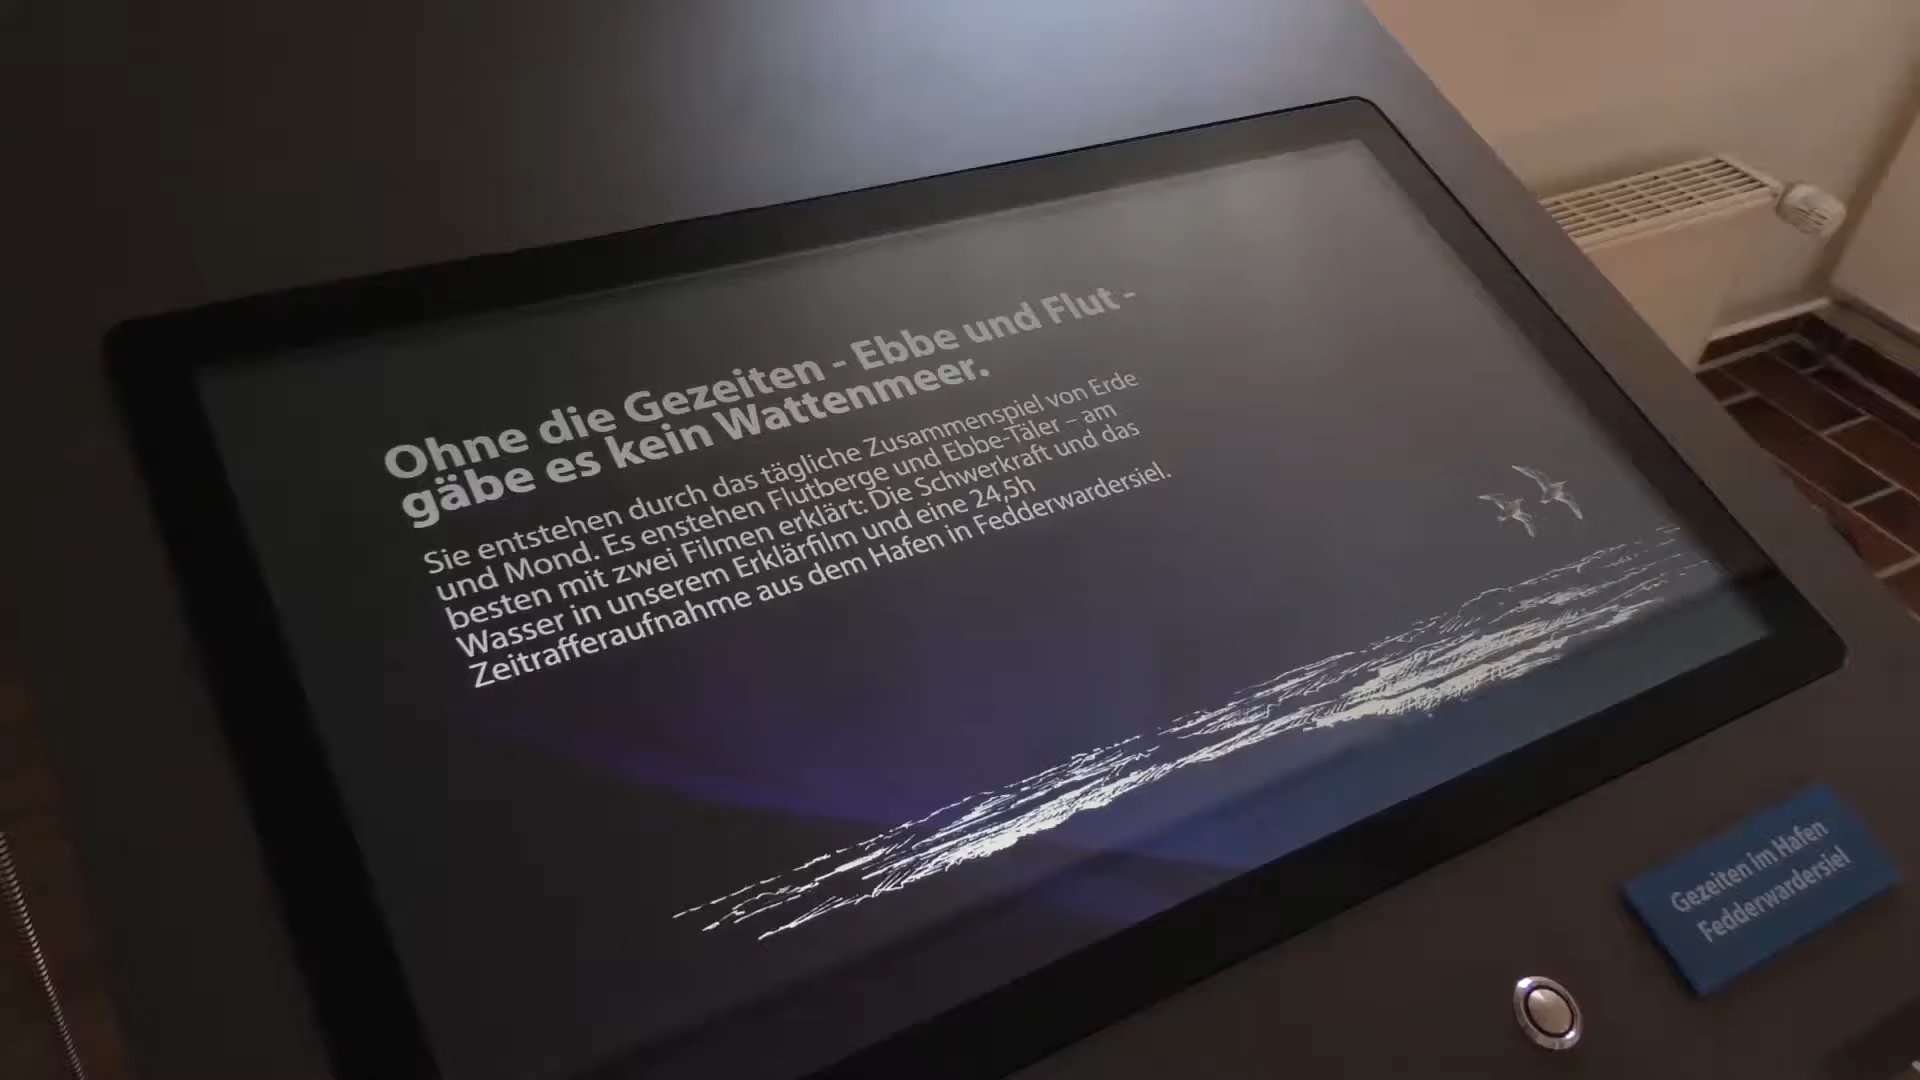 Ohne die Gezeiten - Ebbe und Flut -
gäbe es kein Wattenmeer.
Sie entstehen durch das tägliche Zusammenspiel von Erde
und Mond. Es enstehen Flutberge und Ebbe-Täler – am
besten mit zwei Filmen erklärt: Die Schwerkraft und das
Wasser in unserem Erklärfilm und eine 24,5h
Zeitrafferaufnahme aus dem Hafen in Fedderwardersiel.
Gezeiten im Hafen
Fedderwardersiel